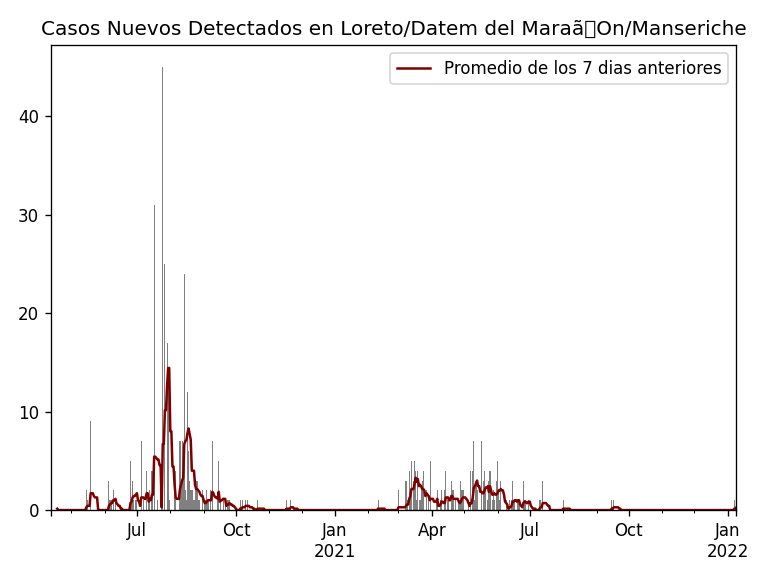 Casos Nuevos Detectados en Loreto/Datem del Maraã▯On/Manseriche
Promedio de los 7 dias anteriores
40
30
20
10
0
Jul
Oct
Jan
2021
Apr
Jul
Oct
Jan
2022